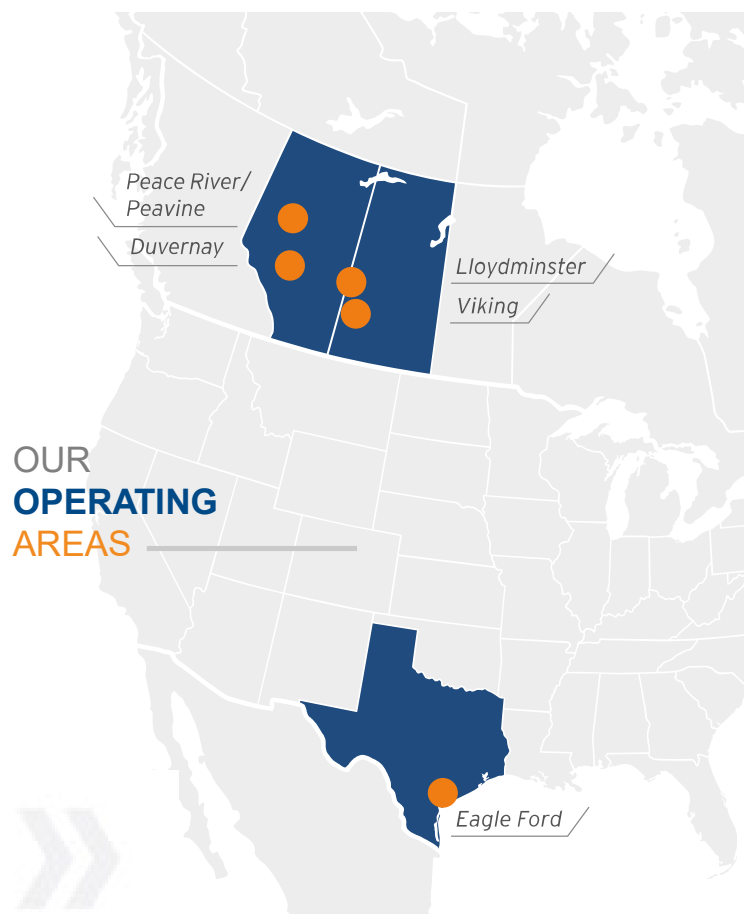 Peace River/
Peavine
Duvernay
Lloydminster
Viking
OUR
OPERATING
AREAS
Eagle Ford